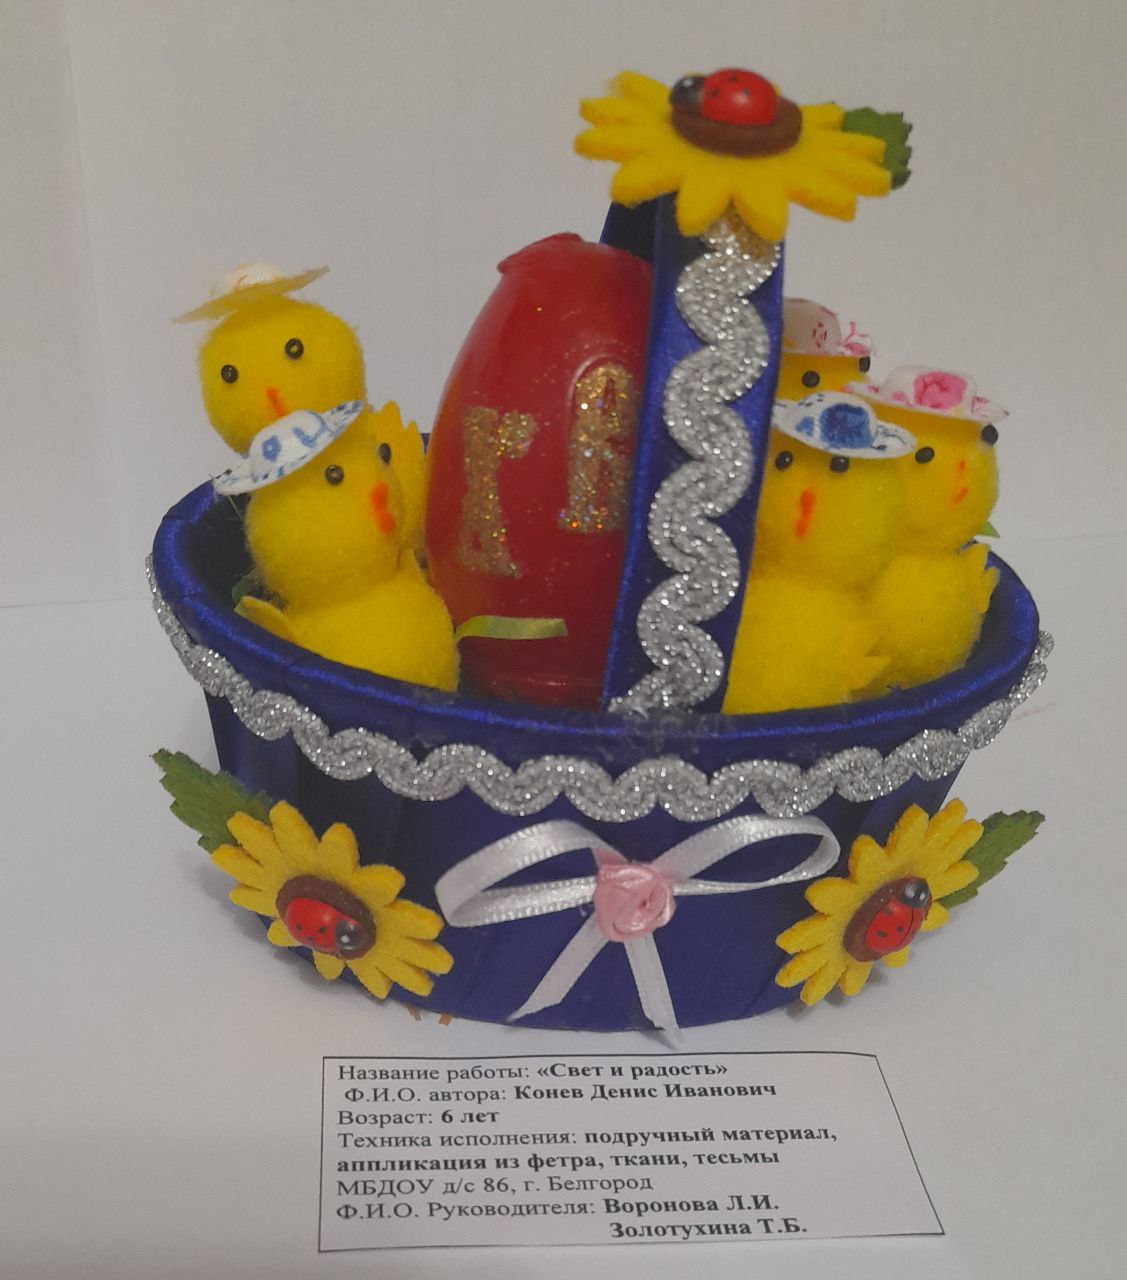 Название работы: «Свет и радость»
Ф.И.О. автора: Конев Денис Иванович
Возраст: 6 лет
Техника исполнения: подручный материал,
аппликация из фетра, ткани, тесьмы
МБДОУ д/с 86, г. Белгород
Ф.И.О. Руководителя: Воронова Л.И.
Золотухина Т.Б.